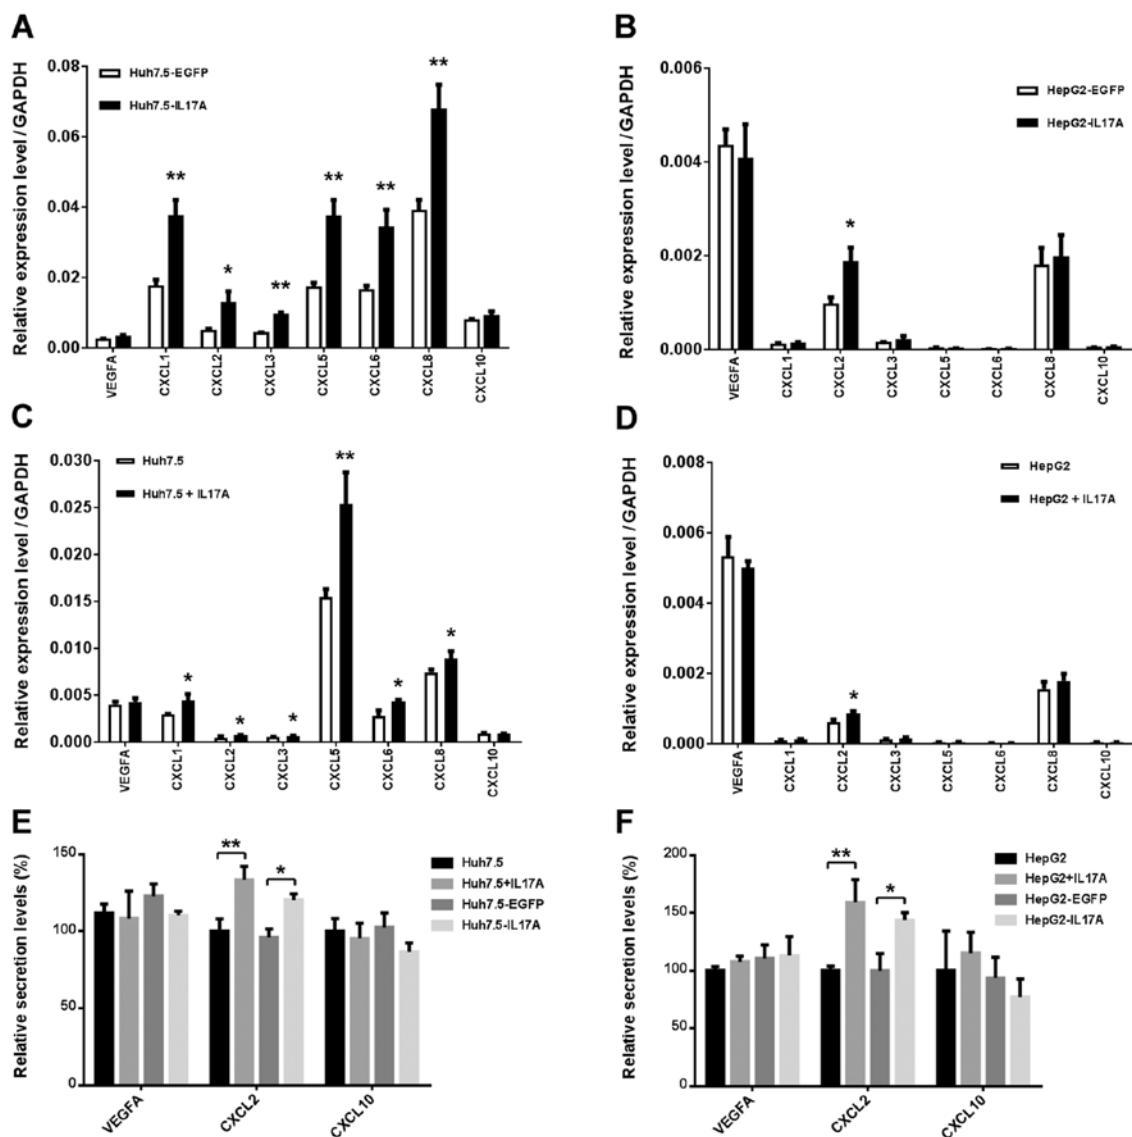 A
Relative expression level / GAPDH
0.08
0.06
0.04
0.02
0.00
Huh7.5-EGFP
Huh7.5-IL17A
**
*
**
**
**
**
VEGFA
CXCL1
CXCL2
CXCL3
CXCL5
CXCL6
CXCL8
CXCL10
B
Relative expression level / GAPDH
0.006
0.004
0.002
0.000
HepG2-EGFP
HepG2-IL17A
*
VEGFA
CXCL1
CXCL2
CXCL3
CXCL5
CXCL6
CXCL8
CXCL10
C
Relative expression level / GAPDH
0.030
0.025
0.020
0.015
0.010
0.005
0.000
Huh7.5
Huh7.5 + IL17A
*
*
*
**
*
*
VEGFA
CXCL1
CXCL2
CXCL3
CXCL5
CXCL6
CXCL8
CXCL10
D
Relative expression level / GAPDH
0.008
0.006
0.004
0.002
0.000
HepG2
HepG2 + IL17A
*
VEGFA
CXCL1
CXCL2
CXCL3
CXCL5
CXCL6
CXCL8
CXCL10
E
Relative secretion levels (%)
150
100
50
0
**
*
Huh7.5
Huh7.5+IL17A
Huh7.5-EGFP
Huh7.5-IL17A
VEGFA
CXCL2
CXCL10
F
Relative secretion levels (%)
200
150
100
50
0
**
*
HepG2
HepG2+IL17A
HepG2-EGFP
HepG2-IL17A
VEGFA
CXCL2
CXCL10